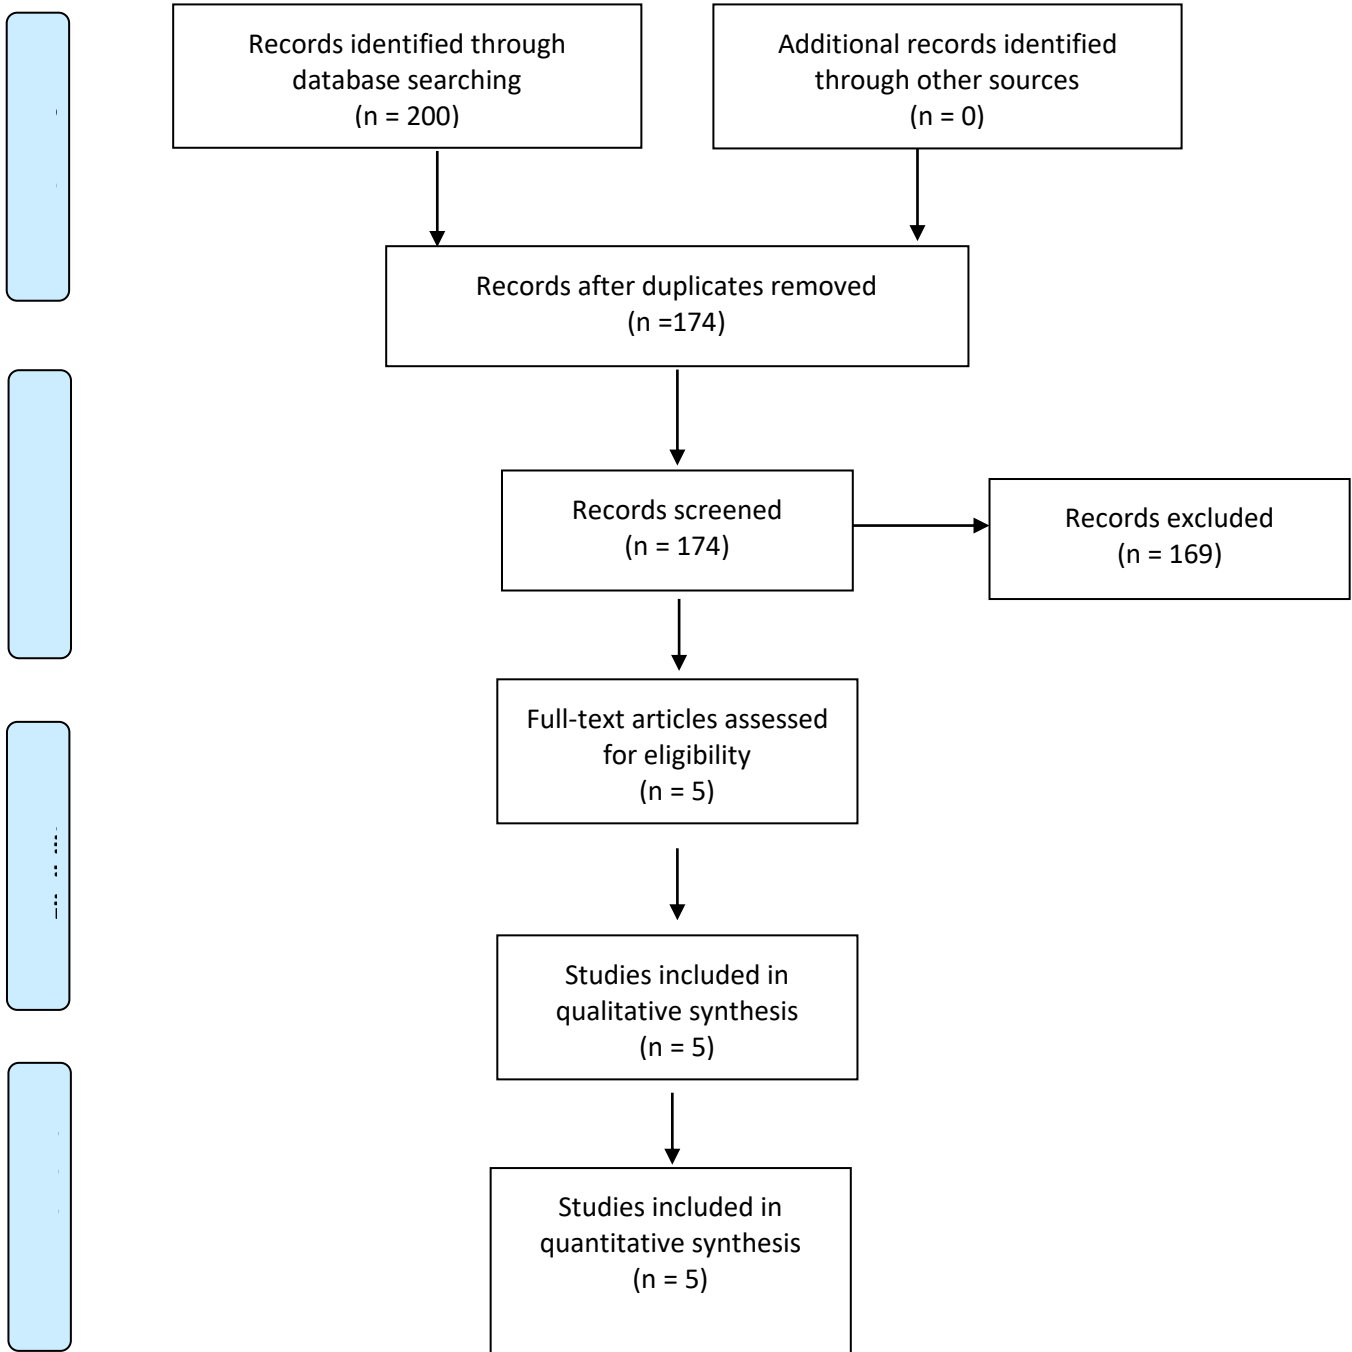 Records identified through
database searching
(n = 200)
Additional records identified
through other sources
(n = 0)
Records after duplicates removed
(n =174)
Records screened
(n = 174)
Records excluded
(n = 169)
Full-text articles assessed
for eligibility
(n = 5)
Studies included in
qualitative synthesis
(n = 5)
Studies included in
quantitative synthesis
(n = 5)